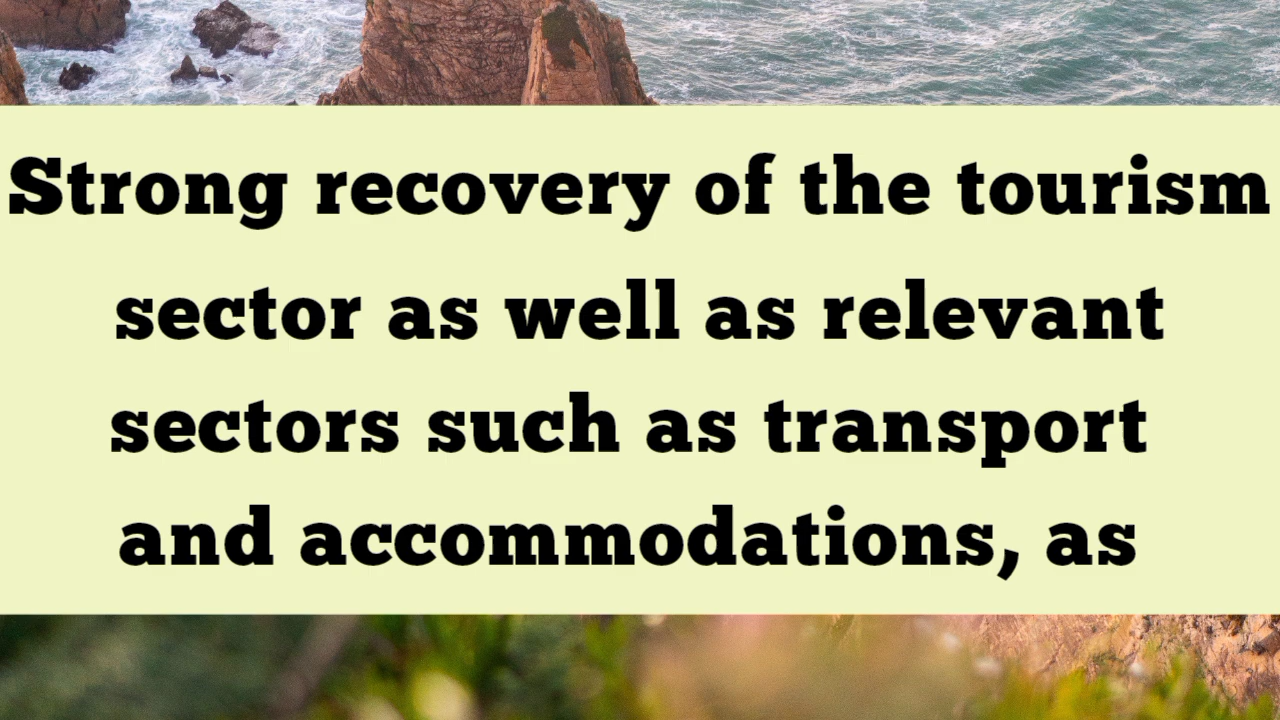 Strong recovery of the tourism
sector as well as relevant
sectors such as transport
and accommodations, as